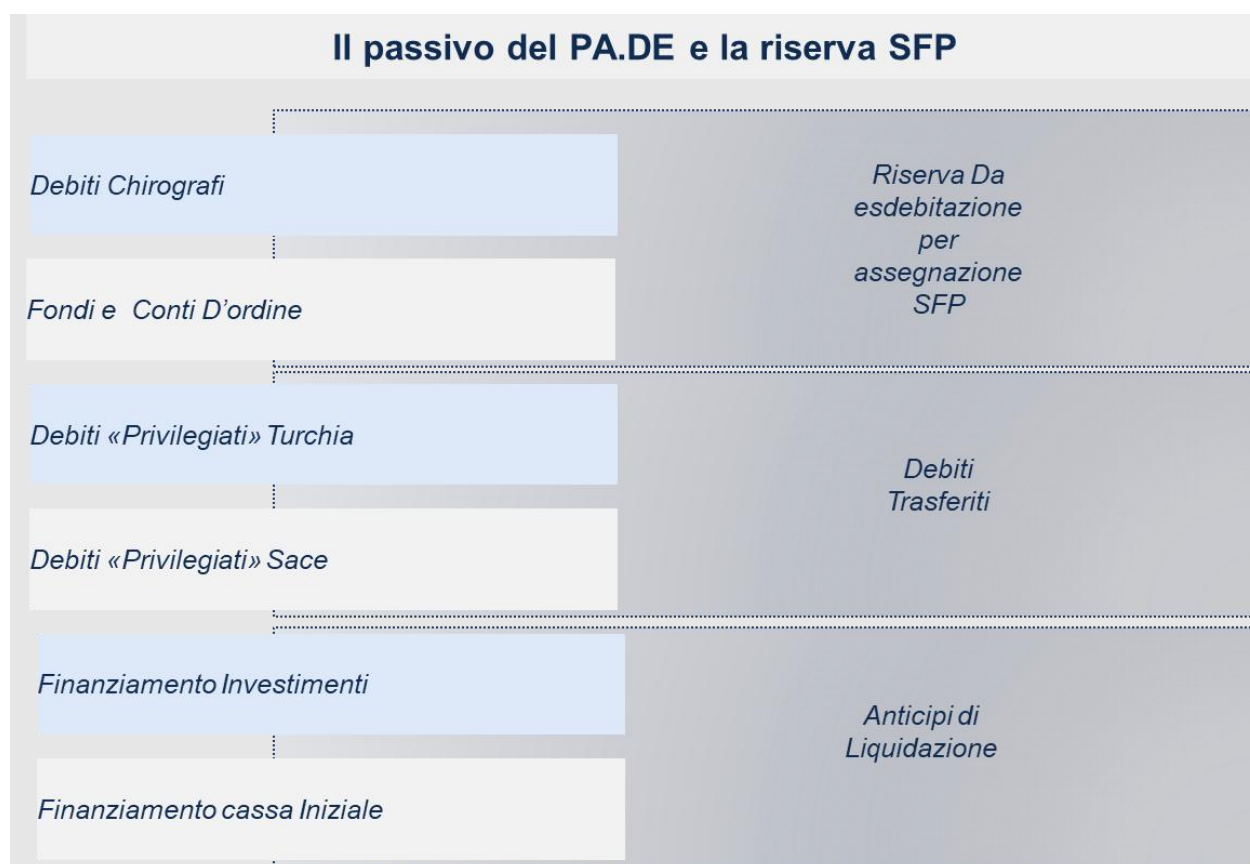 Il passivo del PA.DE e la riserva SFP
Debiti Chirografi
Fondi e Conti D'ordine
Riserva Da
esdebitazione
per
assegnazione
SFP
Debiti «Privilegiati» Turchia
Debiti «Privilegiati» Sace
Debiti
Trasferiti
Finanziamento Investimenti
Finanziamento cassa Iniziale
Anticipi di
Liquidazione